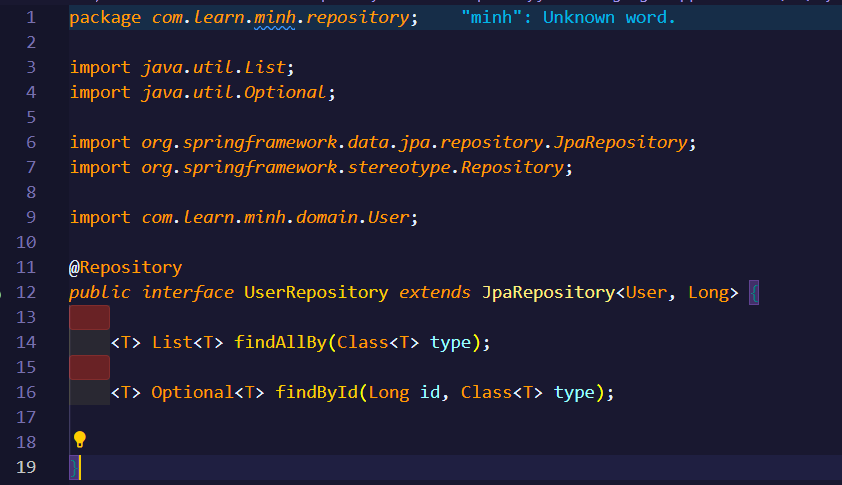 1 package com.learn.minh.repository; "minh": Unknown word.
2
3 import java.util.List;
4 import java.util.Optional;
5
6 import org.springframework.data.jpa.repository.JpaRepository;
7 import org.springframework.stereotype.Repository;
8
9 import com.learn.minh.domain.User;
10
11 @Repository
12 public interface UserRepository extends JpaRepository<User, Long> {
13
14 <T> List<T> findAllBy(Class<T> type);
15
16 <T> Optional<T> findById(Long id, Class<T> type);
17
18
19 }